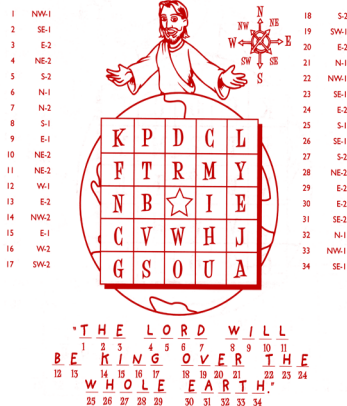 1 NW-1
2 SE-1
3 E-2
4 NE-2
5 S-2
6 N-1
7 N-2
8 S-1
9 E-1
10 NE-2
11 NE-2
12 W-1
13 E-2
14 NW-2
15 E-1
16 W-2
17 SW-2
N
NW NE
W E
SW SE
S
18 S-2
19 SW-1
20 E-2
21 N-1
22 NW-1
23 SE-1
24 E-2
25 S-1
26 SE-1
27 S-2
28 NE-2
29 E-2
30 E-2
31 SE-2
32 N-1
33 NW-1
34 SE-1
K P D C L
F T R M Y
N B I E
C V W H J
G S O U A
"THE LORD WILL
1 2 3 4 5 6 7 8 9 10 11
BE KING OVER THE
12 13 14 15 16 17 18 19 20 21 22 23 24
WHOLE EARTH."
25 26 27 28 29 30 31 32 33 34